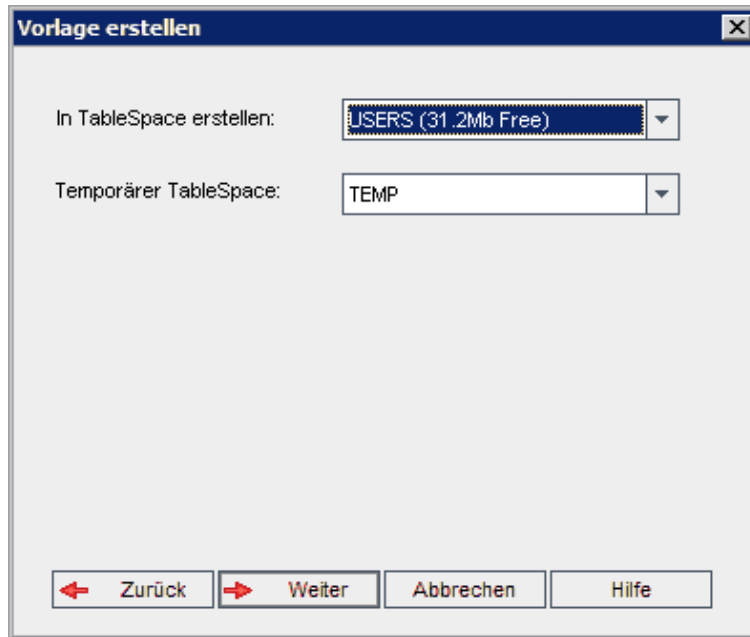 Vorlage erstellen
In TableSpace erstellen: USERS (31.2Mb Free)
Temporärer TableSpace: TEMP
Zurück Weiter Abbrechen Hilfe